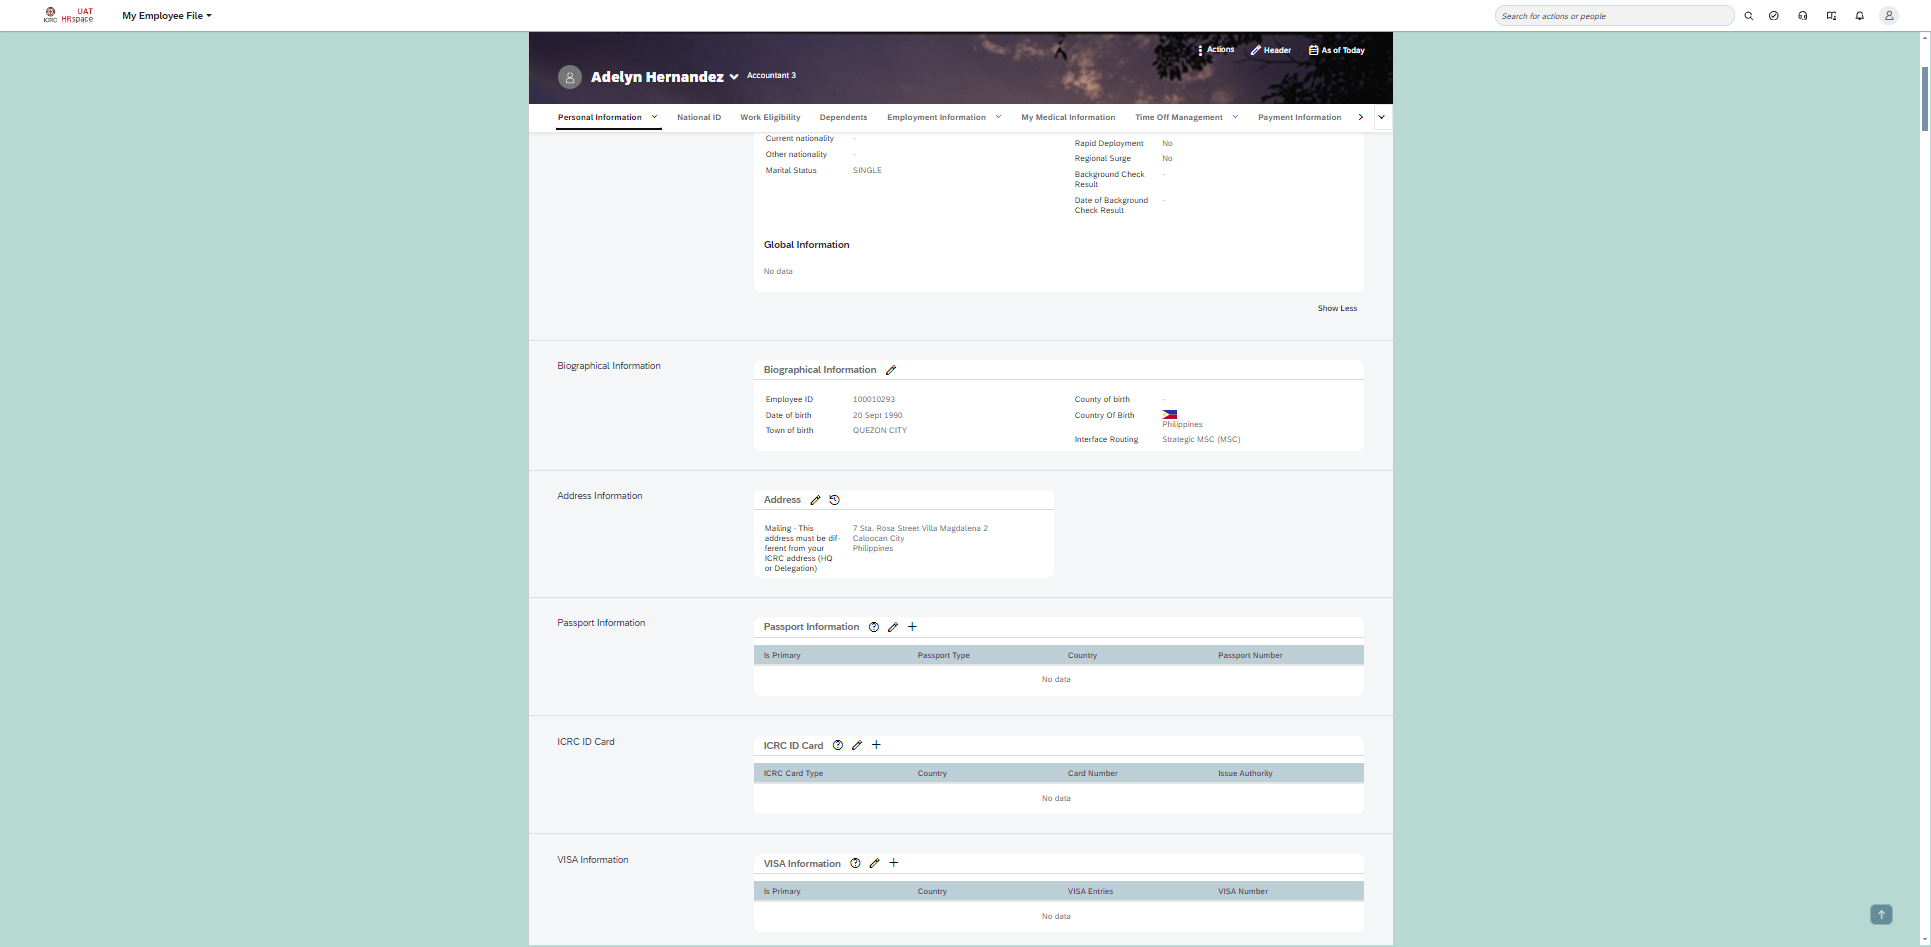 UAT
ICRC HRspace
My Employee File
Search for actions or people
Actions
Header
As of Today
Adelyn Hernandez
Accountant 3
Personal Information
National ID
Work Eligibility
Dependents
Employment Information
My Medical Information
Time Off Management
Payment Information
Current nationality -
Other nationality -
Marital Status SINGLE
Rapid Deployment No
Regional Surge No
Background Check
Result
-
Date of Background
Check Result
-
Global Information
No data
Show Less
Biographical Information
Biographical Information
Employee ID 100010293
Date of birth 20 Sept 1990
Town of birth QUEZON CITY
County of birth -
Country Of Birth
Philippines
Interface Routing Strategic MSC (MSC)
Address Information
Address
Mailing - This
address must be dif-
ferent from your
ICRC address (HQ
or Delegation)
7 Sta. Rosa Street Villa Magdalena 2
Caloocan City
Philippines
Passport Information
Passport Information
Is Primary Passport Type Country Passport Number
No data
ICRC ID Card
ICRC ID Card
ICRC Card Type Country Card Number Issue Authority
No data
VISA Information
VISA Information
Is Primary Country VISA Entries VISA Number
No data